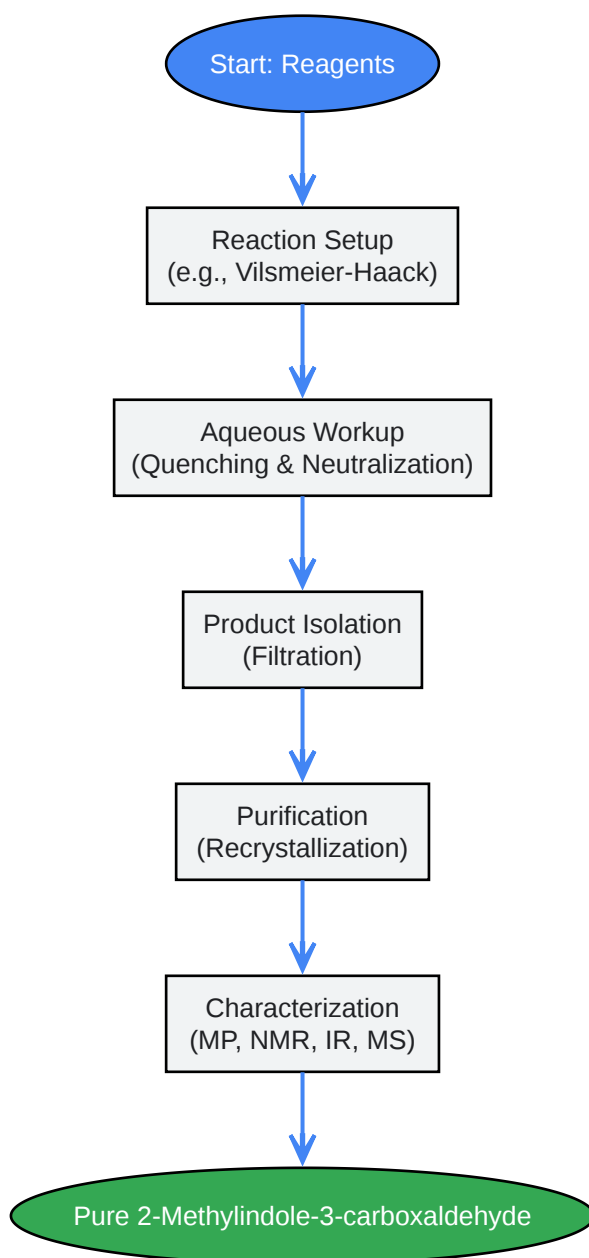 Start: Reagents
Reaction Setup
(e.g., Vilsmeier-Haack)
Aqueous Workup
(Quenching & Neutralization)
Product Isolation
(Filtration)
Purification
(Recrystallization)
Characterization
(MP, NMR, IR, MS)
Pure 2-Methylindole-3-carboxaldehyde